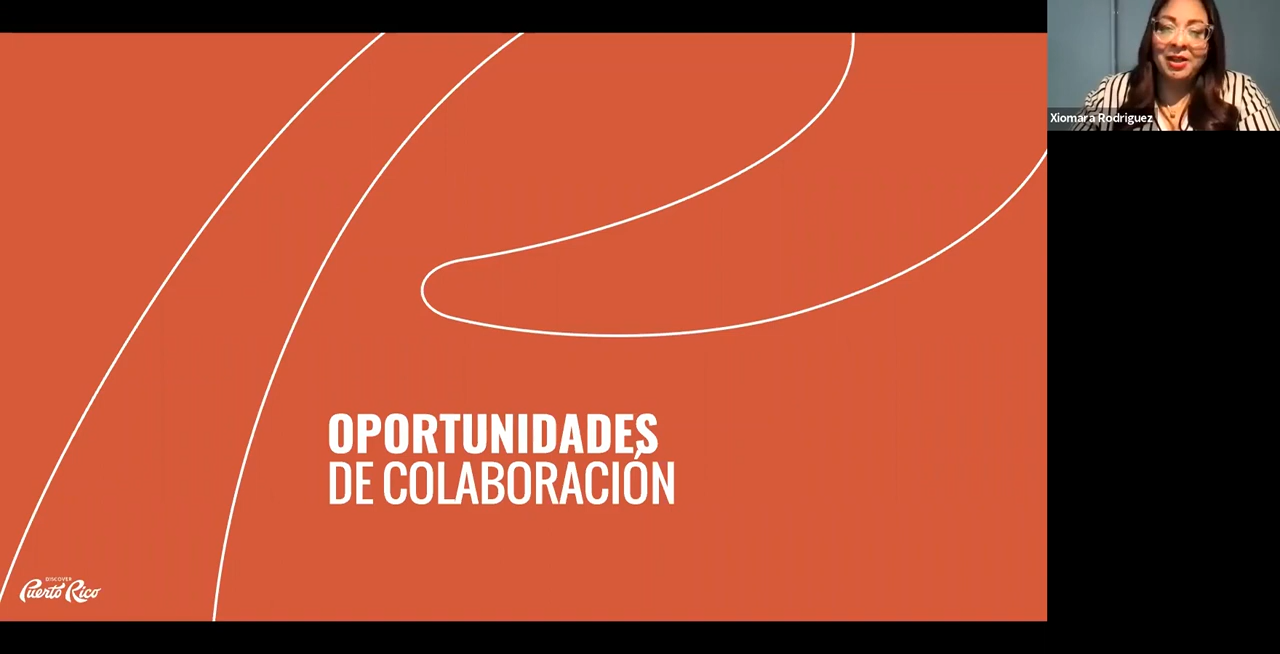 Xiomara Rodriguez
OPORTUNIDADES
DE COLABORACIÓN
DISCOVER
Puerto Rico